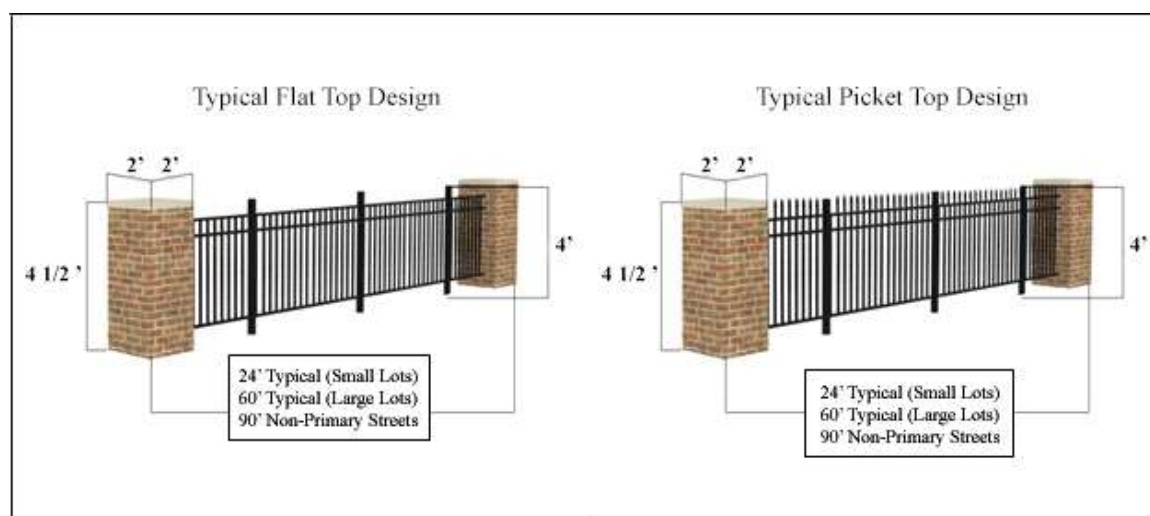 Typical Flat Top Design
2’ 2’
4 1/2 ’
4’
24’ Typical (Small Lots)
60’ Typical (Large Lots)
90’ Non-Primary Streets
Typical Picket Top Design
2’ 2’
4 1/2 ’
4’
24’ Typical (Small Lots)
60’ Typical (Large Lots)
90’ Non-Primary Streets